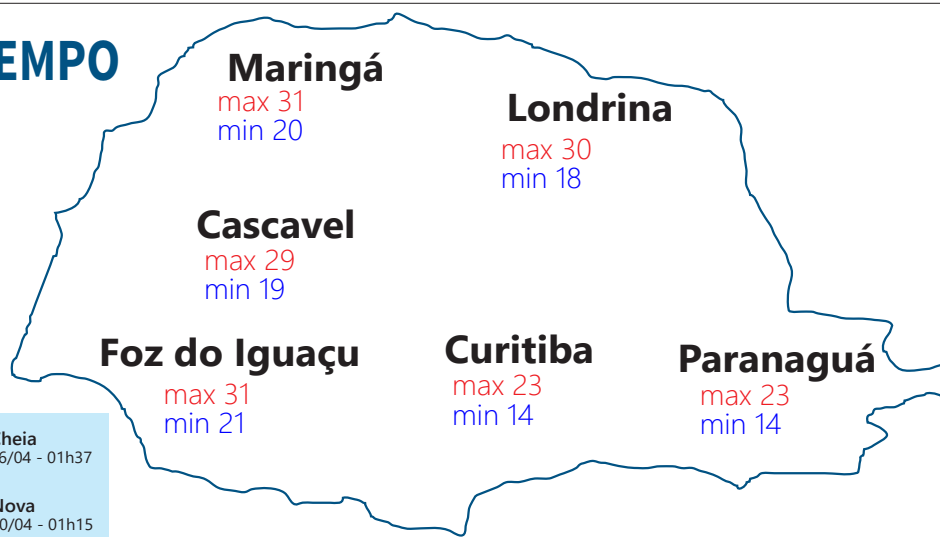 EMPO
Maringá
max 31
min 20
Londrina
max 30
min 18
Cascavel
max 29
min 19
Foz do Iguaçu
max 31
min 21
Curitiba
max 23
min 14
Paranaguá
max 23
min 14
Cheia
6/04 - 01h37
Nova
0/04 - 01h15